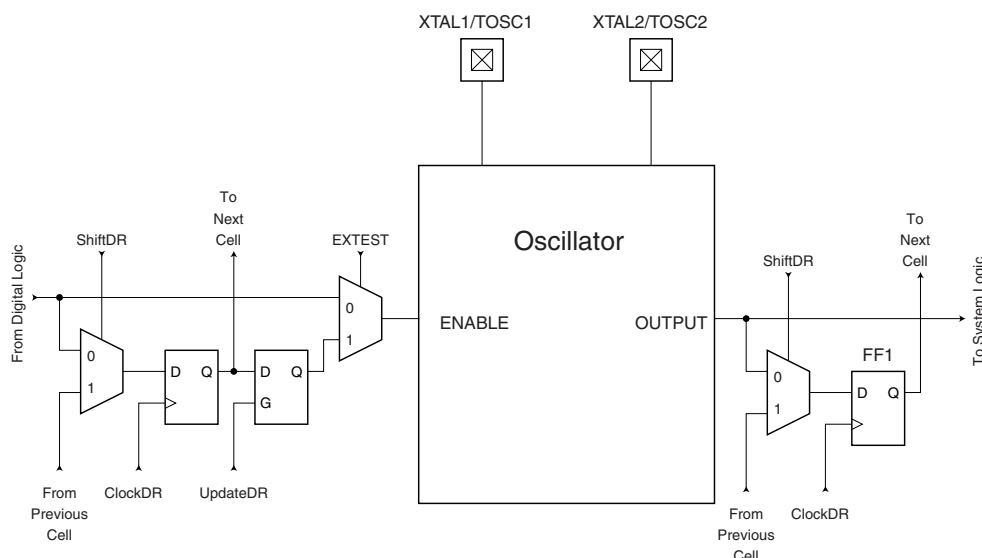 XTAL1/TOSC1
XTAL2/TOSC2
To
Next
Cell
From Digital Logic
ShiftDR
EXTEST
0
1
0
1
D Q
D Q
G
From
Previous
Cell
ClockDR
UpdateDR
Oscillator
ENABLE
OUTPUT
To
Next
Cell
ShiftDR
FF1
0
1
D Q
From
Previous
Cell
ClockDR
To System Logic